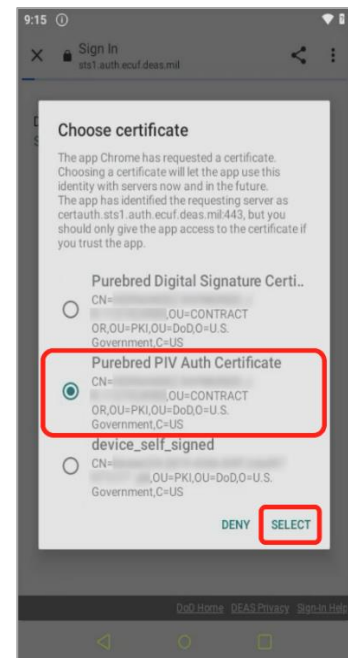 9:15
Sign In
sts1.auth.ecuf.deas.mil
Choose certificate
The app Chrome has requested a certificate.
Choosing a certificate will let the app use this
identity with servers now and in the future.
The app has identified the requesting server as
certauth.sts1.auth.ecuf.deas.mil:443, but you
should only give the app access to the certificate if
you trust the app.
Purebred Digital Signature Certi..
CN=
,OU=CONTRACT
OR,OU=PKI,OU=DoD,O=U.S.
Government,C=US
Purebred PIV Auth Certificate
CN=
,OU=CONTRACT
OR,OU=PKI,OU=DoD,O=U.S.
Government,C=US
device_self_signed
CN=
,OU=PKI,OU=DoD,O=U.S.
Government,C=US
DENY SELECT
DoD Home DEAS Privacy Sign-In Help